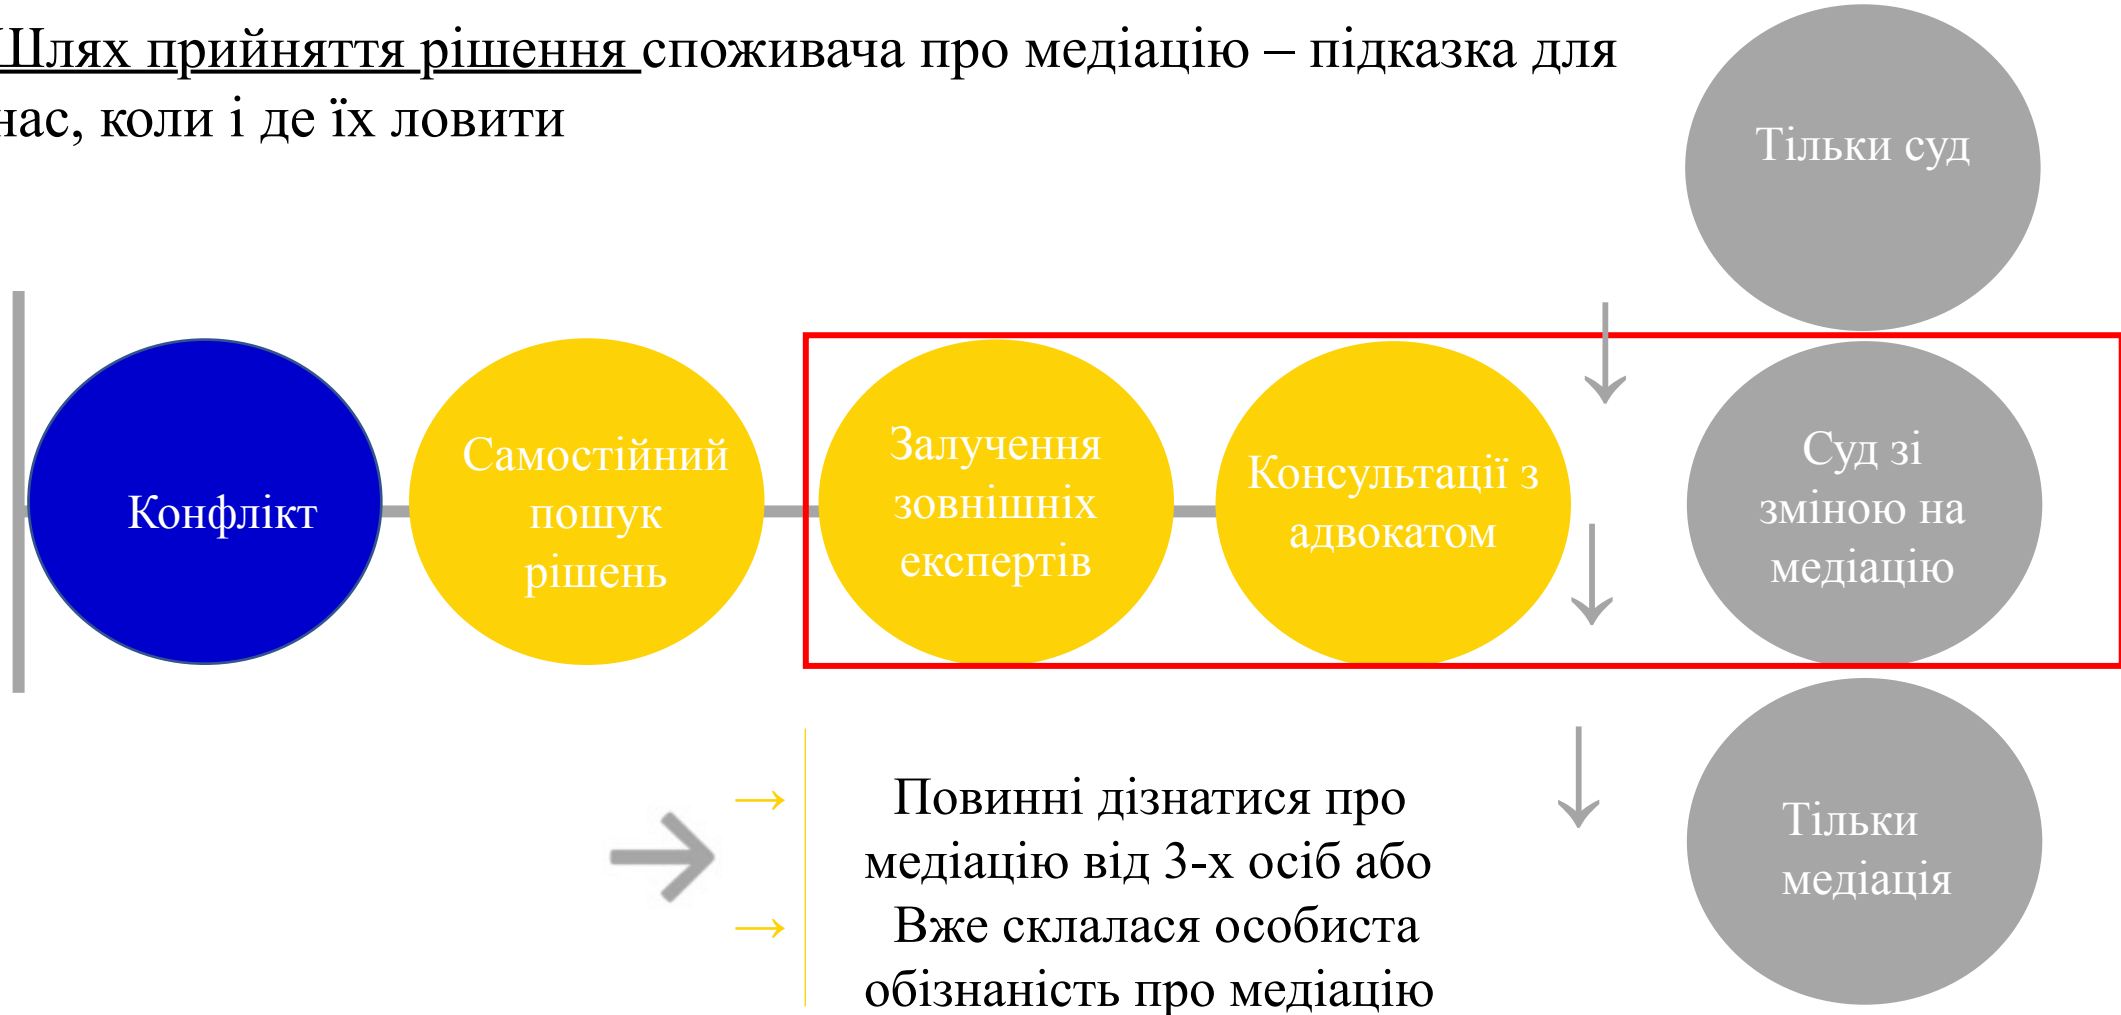 Шлях прийняття рішення споживача про медіацію – підказка для
нас, коли і де їх ловити
Тільки суд
Конфлікт
Самостійний
пошук
рішень
Залучення
зовнішніх
експертів
Консультації з
адвокатом
Суд зі
зміною на
медіацію
Тільки
медіація
→ Повинні дізнатися про
медіацію від 3-х осіб або
→ Вже склалася особиста
обізнаність про медіацію